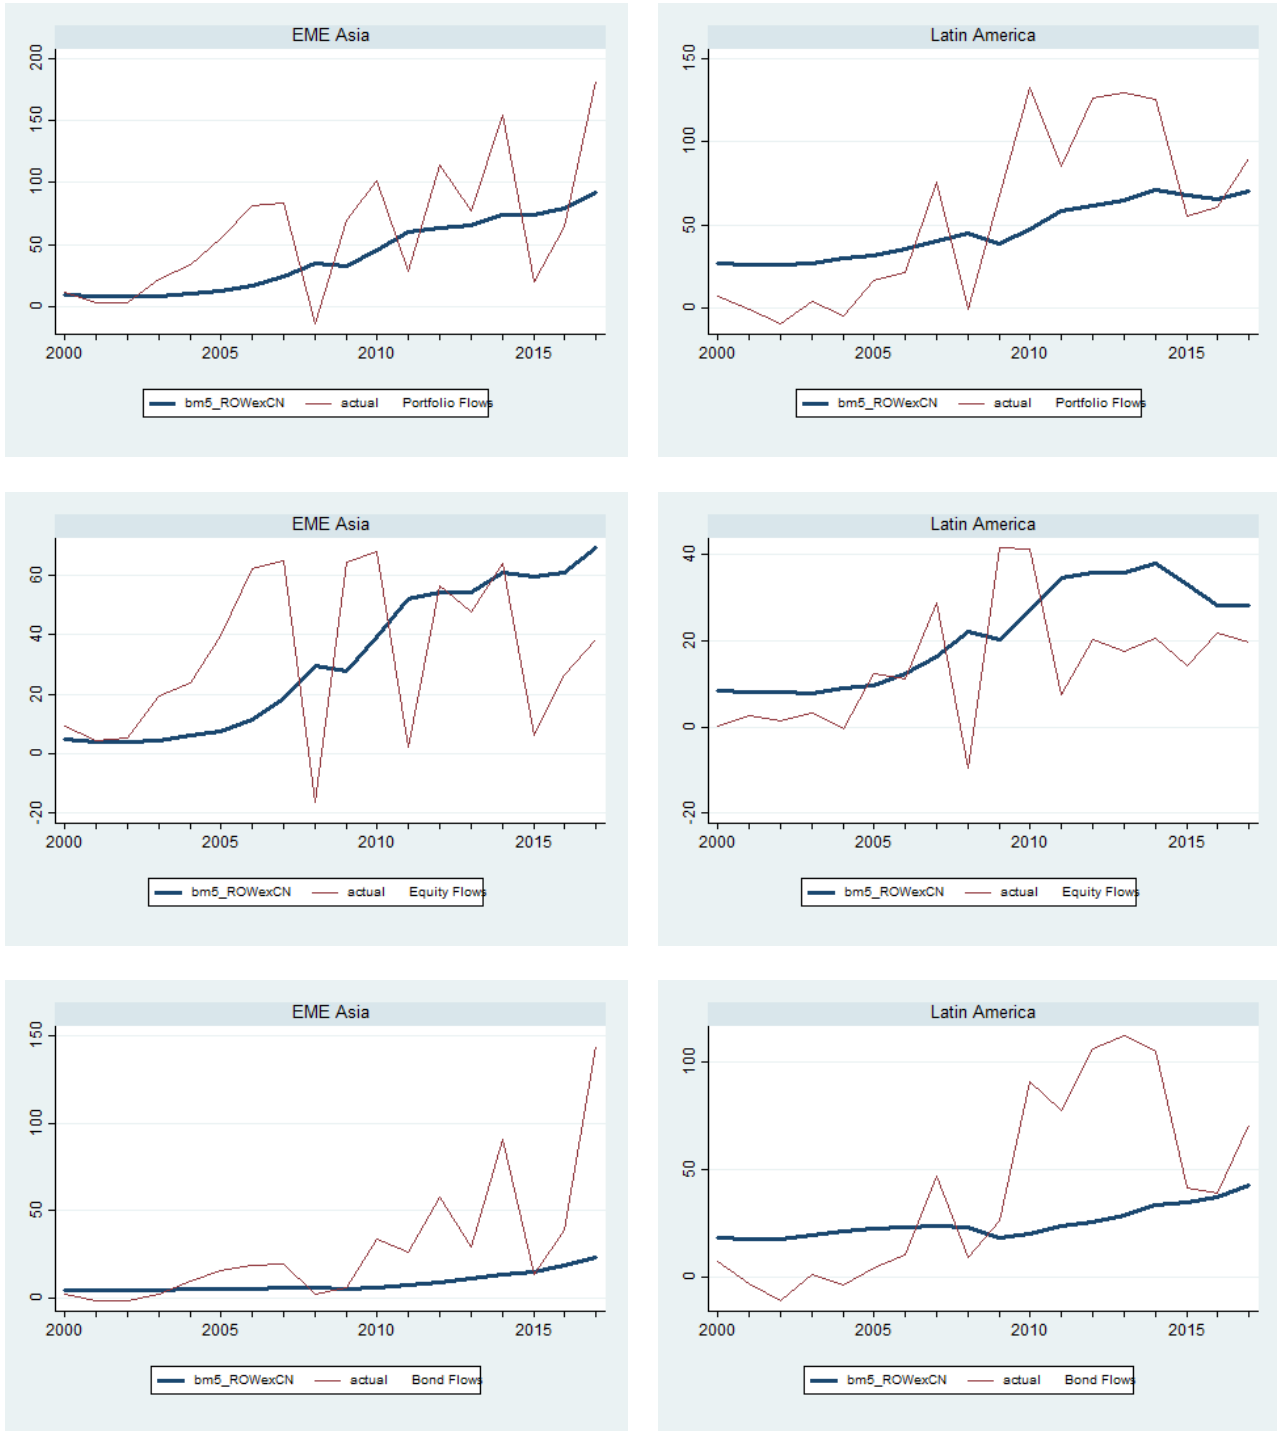 EME Asia
200
150
100
50
0
2000 2005 2010 2015
bm5_ROWexCN actual Portfolio Flows
Latin America
150
100
50
0
2000 2005 2010 2015
bm5_ROWexCN actual Portfolio Flows
EME Asia
60
40
20
0
-20
2000 2005 2010 2015
bm5_ROWexCN actual Equity Flows
Latin America
40
20
0
-20
2000 2005 2010 2015
bm5_ROWexCN actual Equity Flows
EME Asia
150
100
50
0
2000 2005 2010 2015
bm5_ROWexCN actual Bond Flows
Latin America
100
50
0
2000 2005 2010 2015
bm5_ROWexCN actual Bond Flows